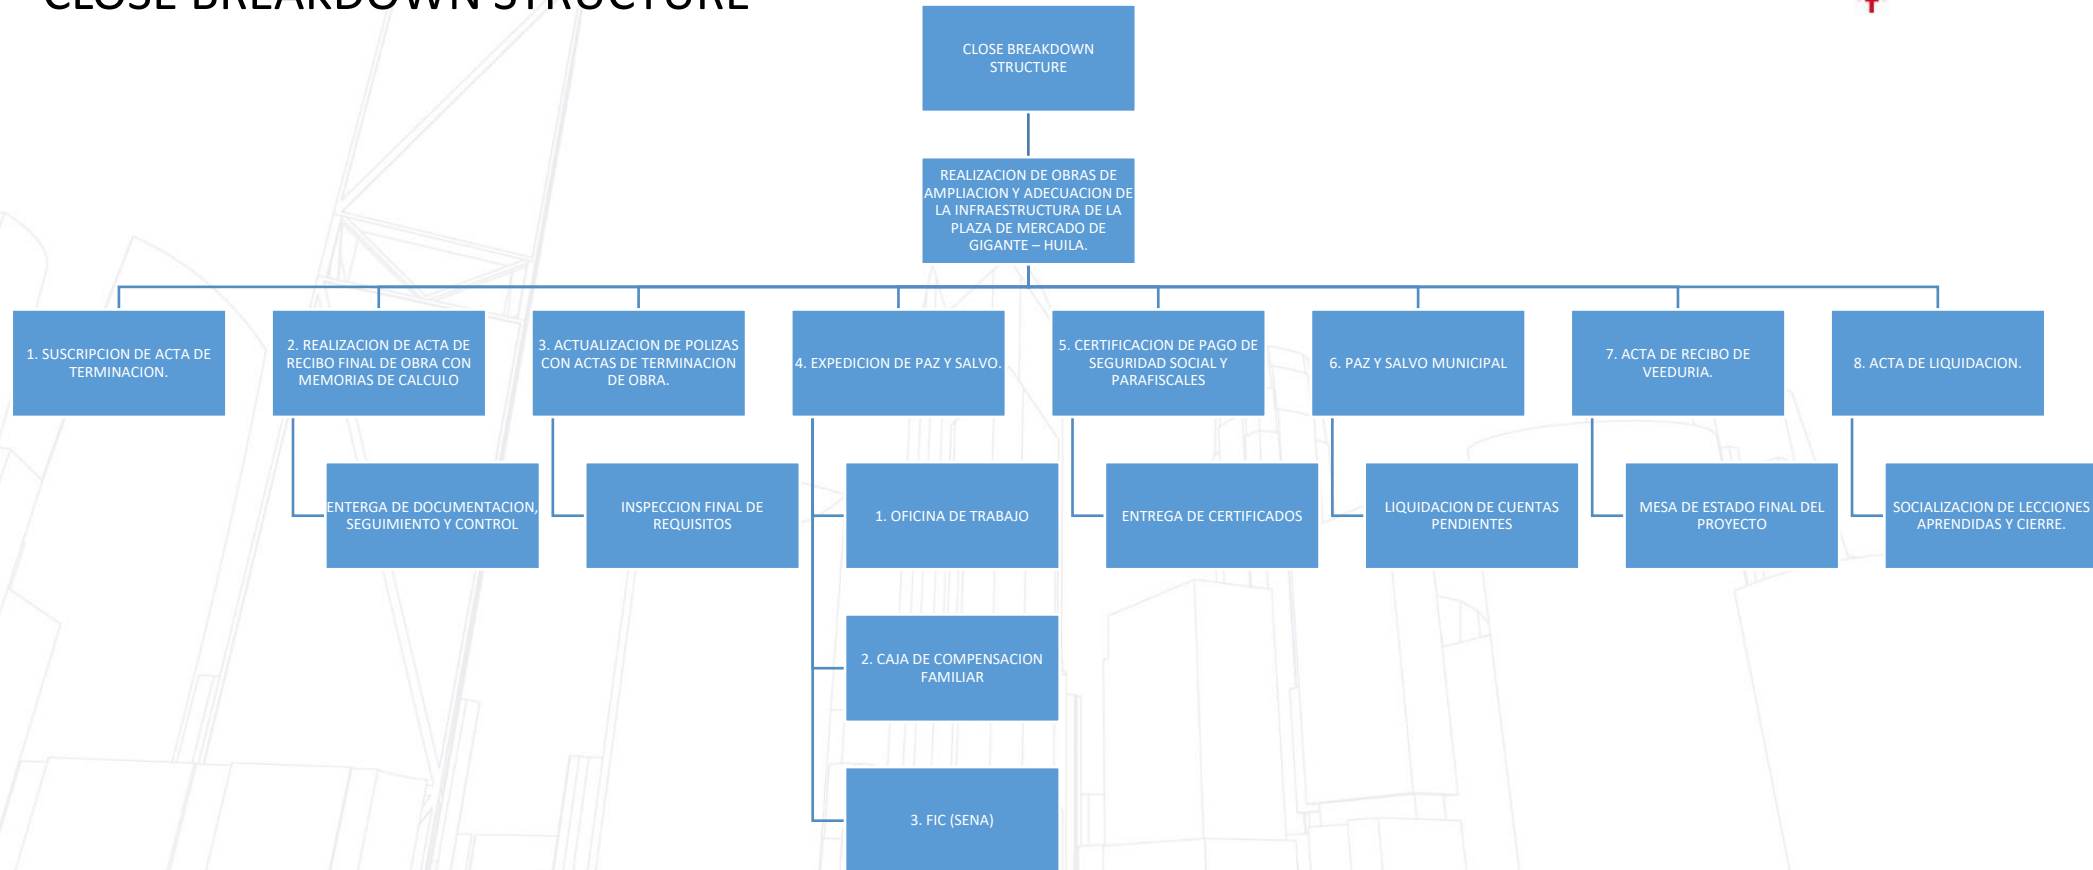 CLOSE BREAKDOWN STRUCTURE
CLOSE BREAKDOWN
STRUCTURE
REALIZACION DE OBRAS DE
AMPLIACION Y ADECUACION DE
LA INFRAESTRUCTURA DE LA
PLAZA DE MERCADO DE
GIGANTE – HUILA.
1. SUSCRIPCION DE ACTA DE
TERMINACION.
2. REALIZACION DE ACTA DE
RECIBO FINAL DE OBRA CON
MEMORIAS DE CALCULO
3. ACTUALIZACION DE POLIZAS
CON ACTAS DE TERMINACION
DE OBRA.
4. EXPEDICION DE PAZ Y SALVO.
5. CERTIFICACION DE PAGO DE
SEGURIDAD SOCIAL Y
PARAFISCALES
6. PAZ Y SALVO MUNICIPAL
7. ACTA DE RECIBO DE
VEEDURIA.
8. ACTA DE LIQUIDACION.
ENTERGA DE DOCUMENTACION,
SEGUIMIENTO Y CONTROL
INSPECCION FINAL DE
REQUISITOS
1. OFICINA DE TRABAJO
ENTREGA DE CERTIFICADOS
LIQUIDACION DE CUENTAS
PENDIENTES
MESA DE ESTADO FINAL DEL
PROYECTO
SOCIALIZACION DE LECCIONES
APRENDIDAS Y CIERRE.
2. CAJA DE COMPENSACION
FAMILIAR
3. FIC (SENA)